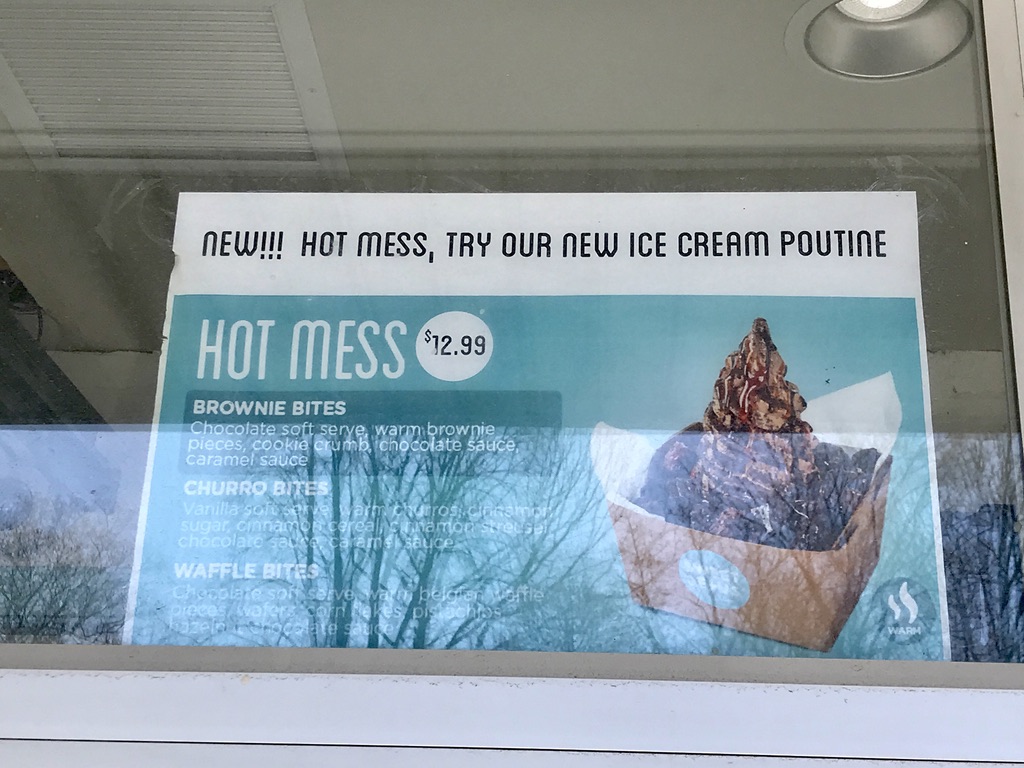 NEW!!! HOT MESS, TRY OUR NEW ICE CREAM POUTINE
HOT MESS $12.99
BROWNIE BITES
Chocolate soft serve, warm brownie
pieces, cookie crumb, chocolate sauce,
caramel sauce
CHURRO BITES
Vanilla soft serve, warm churros, cinnamon
sugar, cinnamon cereal, cinnamon streusel
chocolate sauce, caramel sauce
WAFFLE BITES
Chocolate soft serve, warm belgian waffle
pieces, wafers, corn flakes, pistachios
chocolate sauce
WARM